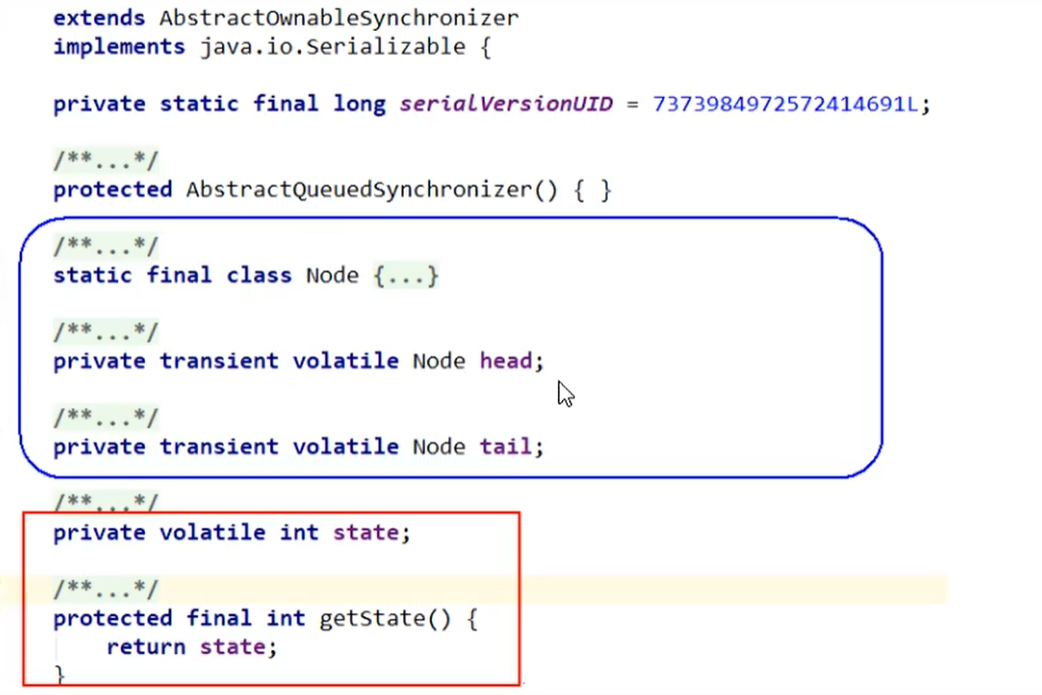 extends AbstractOwnableSynchronizer
implements java.io.Serializable {
private static final long serialVersionUID = 7373984972572414691L;
/**...*/
protected AbstractQueuedSynchronizer() { }
/**...*/
static final class Node {...}
/**...*/
private transient volatile Node head;
/**...*/
private transient volatile Node tail;
/**...*/
private volatile int state;
/**...*/
protected final int getState() {
return state;
}